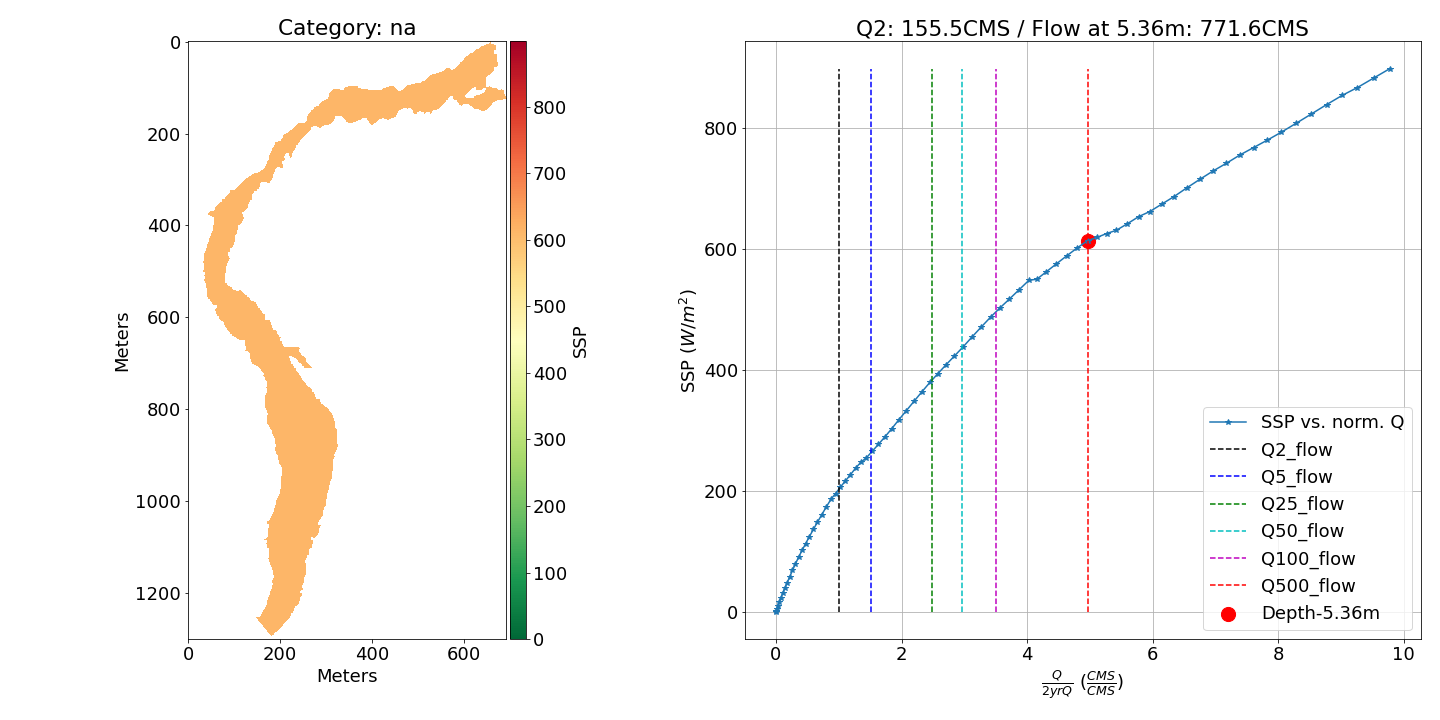 Category: na
0
200
400
600
800
1000
1200
Meters
0
200
400
600
Meters
800
700
600
500
400
300
200
100
0
SSP
Q2: 155.5CMS / Flow at 5.36m: 771.6CMS
800
600
400
200
0
SSP (W/m²)
0
2
4
6
8
10
Q/2yrQ (CMS/CMS)
SSP vs. norm. Q
Q2_flow
Q5_flow
Q25_flow
Q50_flow
Q100_flow
Q500_flow
Depth-5.36m